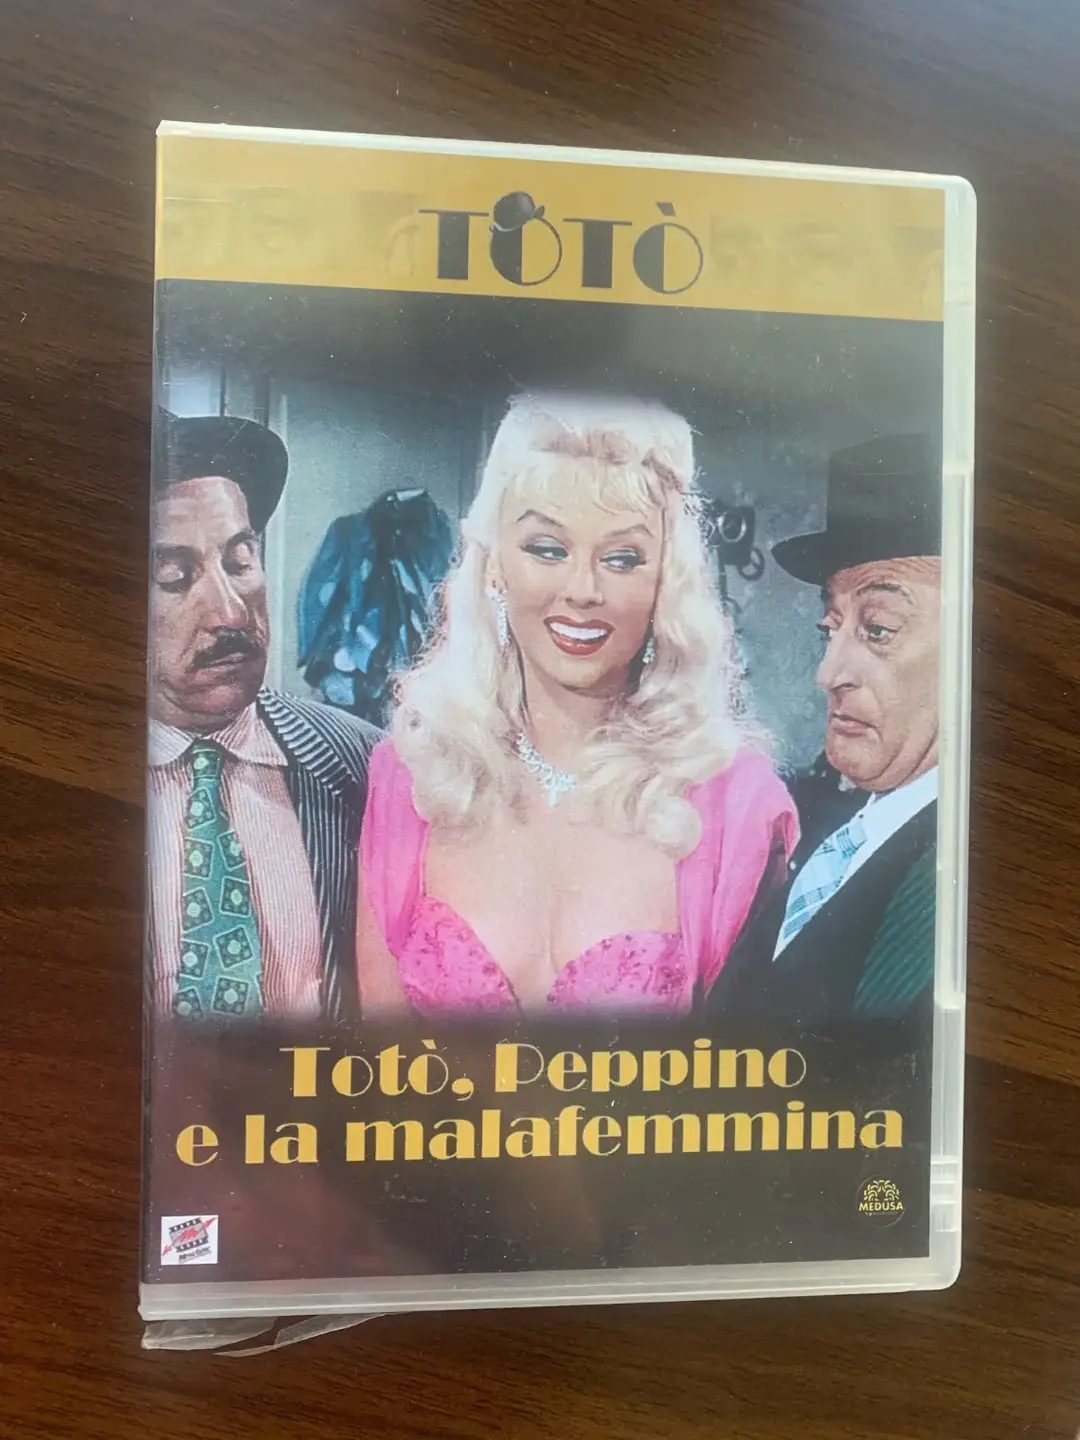 TOTÒ
Totò, Peppino
e la malafemmina
MEDUSA